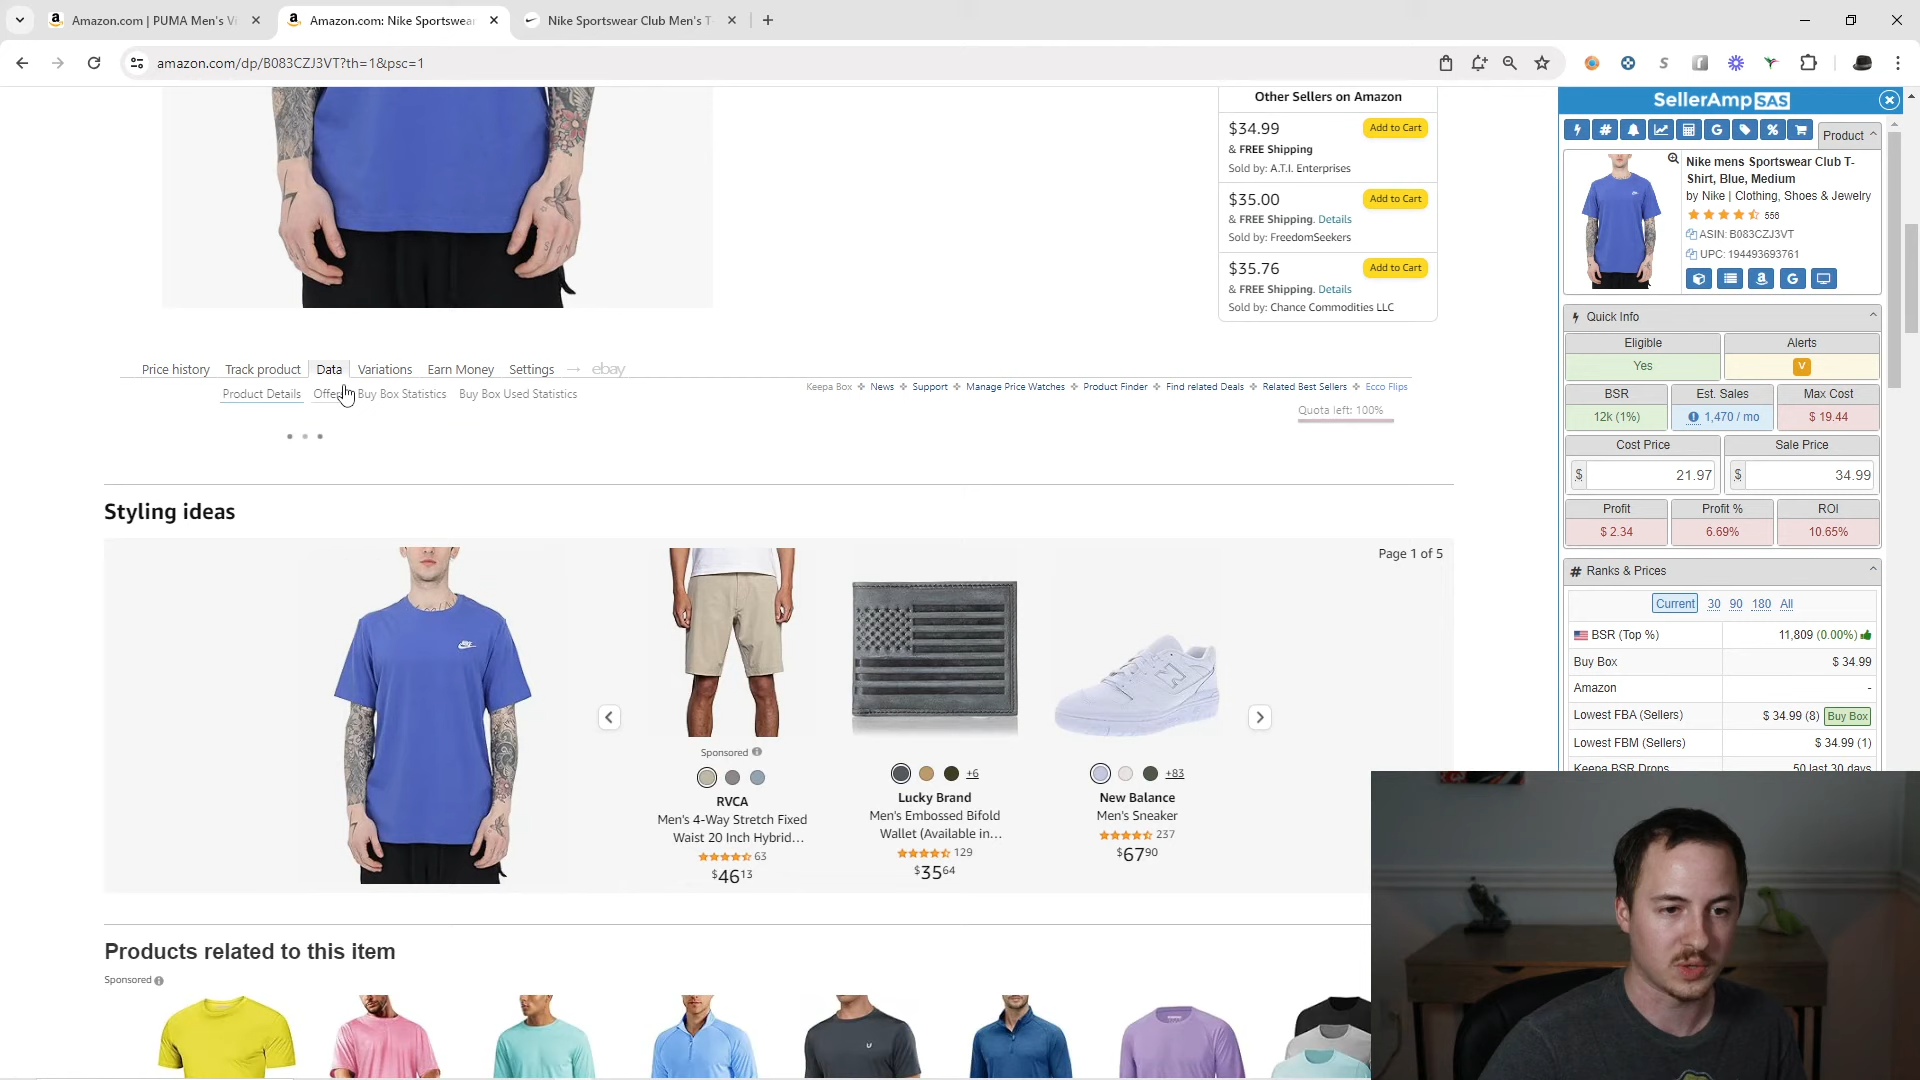 Amazon.com | PUMA Men's Vi
Amazon.com: Nike Sportswear
Nike Sportswear Club Men's T
amazon.com/dp/B083CZJ3VT?th=1&psc=1
Other Sellers on Amazon
$34.99
Add to Cart
& FREE Shipping
Sold by: A.T.I. Enterprises
$35.00
Add to Cart
& FREE Shipping. Details
Sold by: FreedomSeekers
$35.76
Add to Cart
& FREE Shipping. Details
Sold by: Chance Commodities LLC
Price history Track product Data Variations Earn Money Settings → ebay
Product Details Buy Box Statistics Buy Box Used Statistics
Keepa Box News Support Manage Price Watches Product Finder Find related Deals Related Best Sellers Ecco Flips
Quota left: 100%
Styling ideas
Page 1 of 5
Sponsored
RVCA
Men's 4-Way Stretch Fixed
Waist 20 Inch Hybrid...
63
$46 13
+6
Lucky Brand
Men's Embossed Bifold
Wallet (Available in...
129
$35 64
+83
New Balance
Men's Sneaker
237
$67 90
Products related to this item
Sponsored
SellerAmp SAS
Product
Nike mens Sportswear Club T-
Shirt, Blue, Medium
by Nike | Clothing, Shoes & Jewelry
556
ASIN: B083CZJ3VT
UPC: 194493693761
Quick Info
Eligible Alerts
Yes V
BSR Est. Sales Max Cost
12k (1%) 1,470 / mo $ 19.44
Cost Price Sale Price
$ 21.97 $ 34.99
Profit Profit % ROI
$ 2.34 6.69% 10.65%
# Ranks & Prices
Current 30 90 180 All
BSR (Top %) 11,809 (0.00%)
Buy Box $ 34.99
Amazon -
Lowest FBA (Sellers) $ 34.99 (8) Buy Box
Lowest FBM (Sellers) $ 34.99 (1)
Keepa BSR Drops 50 last 30 days